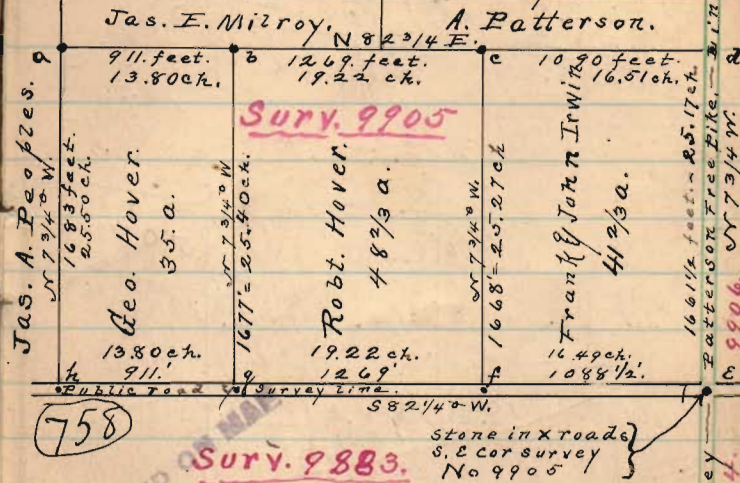 Jas. E. Milroy.
A. Patterson.
N 82 3/4 E.
a
911. feet.
13.80 ch.
b
1269. feet.
19.22 ch.
c
1090 feet.
16.51 ch.
d
Surv. 9905
Jas. A. Peoples.
N 7 3/4° W.
1683 feet.
25.50 ch.
Geo. Hover.
35. a.
1677' = 25.40 ch.
N 7 3/4° W.
Robt. Hover.
48 2/3 a.
N 7 3/4° W.
1668' = 25.27 ch
Frank & John Irwin
41 2/3 a.
1661 1/2 feet. - 25.17 ch
Patterson Free Pike.
N 7 3/4 W.
9906
13.80 ch.
911.'
19.22 ch.
1269'
16.49 ch.
1088 1/2'
h
g
f
E
Public road & Survey line.
S 82 1/4° W.
758
Surv. 9883.
stone in x roads
S. E cor survey
No 9905